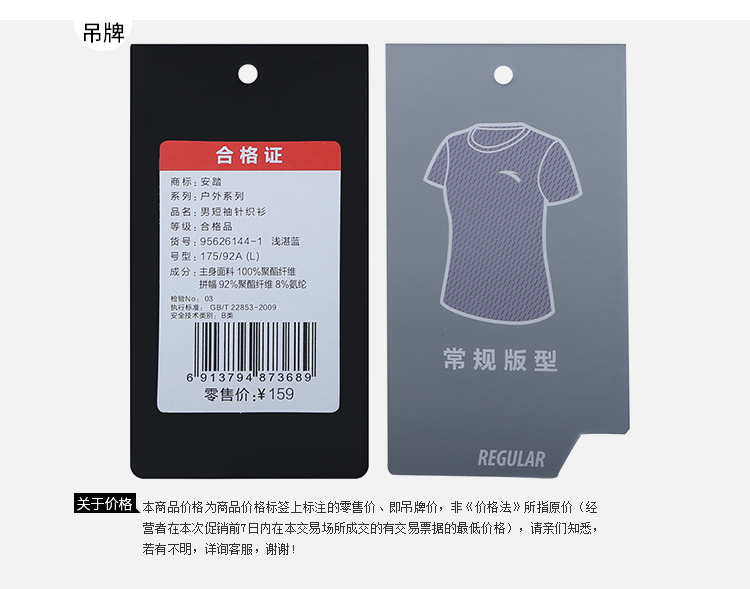 吊牌
合格证
商标：安踏
系列：户外系列
品名：男短袖针织衫
等级：合格品
货号：95626144-1 浅湛蓝
号型：175/92A (L)
成分：主身面料 100%聚酯纤维
拼幅 92%聚酯纤维 8%氨纶
检验No：03
执行标准：GB/T 22853-2009
安全技术类别：B类
6 913794 873689
零售价:¥159
常规版型
REGULAR
关于价格
本商品价格为商品价格标签上标注的零售价、即吊牌价，非《价格法》所指原价（经
营者在本次促销前7日内在本交易场所成交的有交易票据的最低价格），请亲们知悉，
若有不明，详询客服，谢谢！